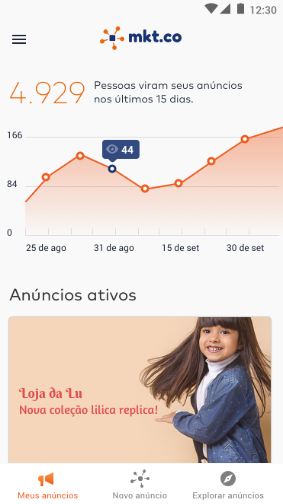 12:30
mkt.co
4.929 Pessoas viram seus anúncios
nos últimos 15 dias.
166
44
84
0
25 de ago 31 de ago 15 de set 30 de set
Anúncios ativos
Loja da Lu
Nova coleção lilica replica!
Meus anúncios Novo anúncio Explorar anúncios